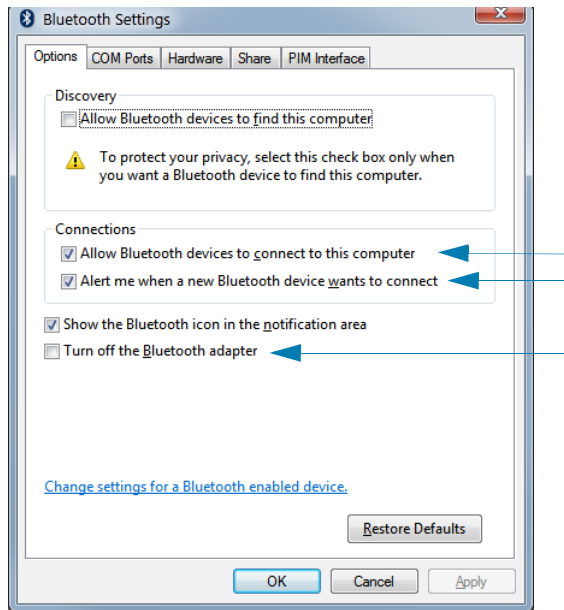 Bluetooth Settings
Options COM Ports Hardware Share PIM Interface
Discovery
Allow Bluetooth devices to find this computer
To protect your privacy, select this check box only when
you want a Bluetooth device to find this computer.
Connections
Allow Bluetooth devices to connect to this computer
Alert me when a new Bluetooth device wants to connect
Show the Bluetooth icon in the notification area
Turn off the Bluetooth adapter
Change settings for a Bluetooth enabled device.
Restore Defaults
OK Cancel Apply